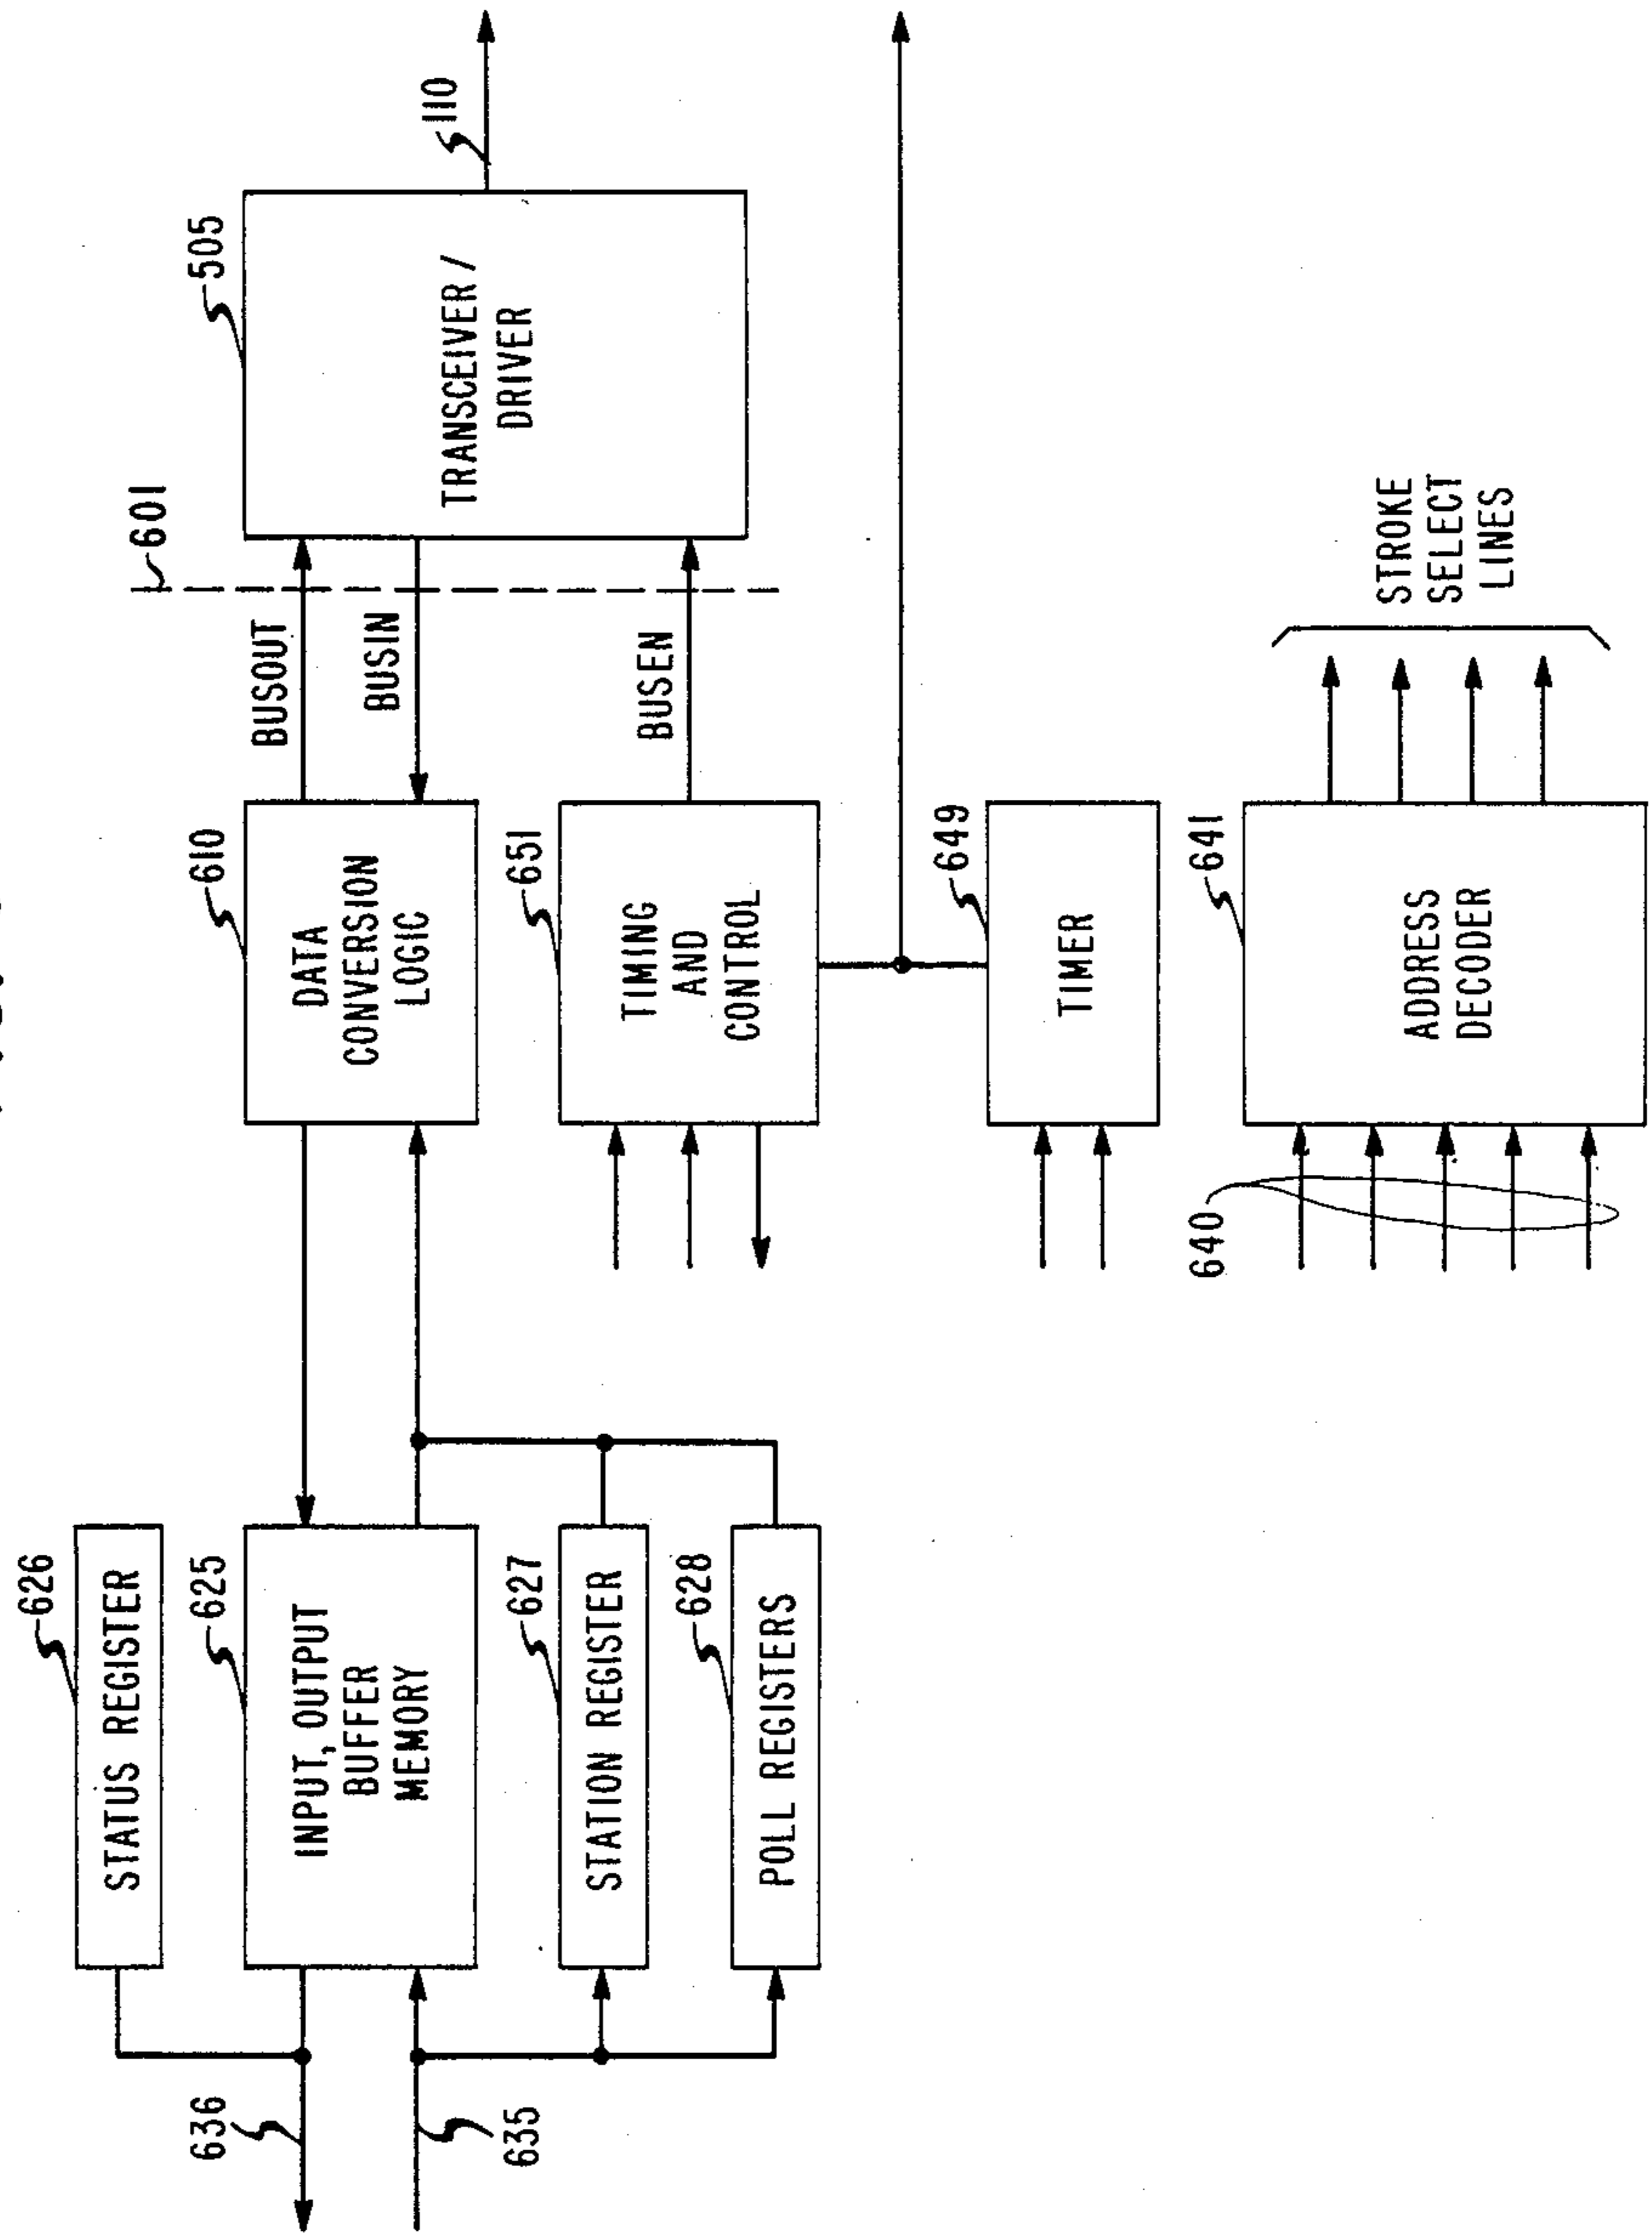 626
STATUS REGISTER
636
625
INPUT, OUTPUT
BUFFER
MEMORY
635
627
STATION REGISTER
628
POLL REGISTERS
610
DATA
CONVERSION
LOGIC
BUSOUT
BUSIN
601
505
TRANSCEIVER /
DRIVER
110
651
TIMING
AND
CONTROL
BUSEN
649
TIMER
640
641
ADDRESS
DECODER
STROKE
SELECT
LINES